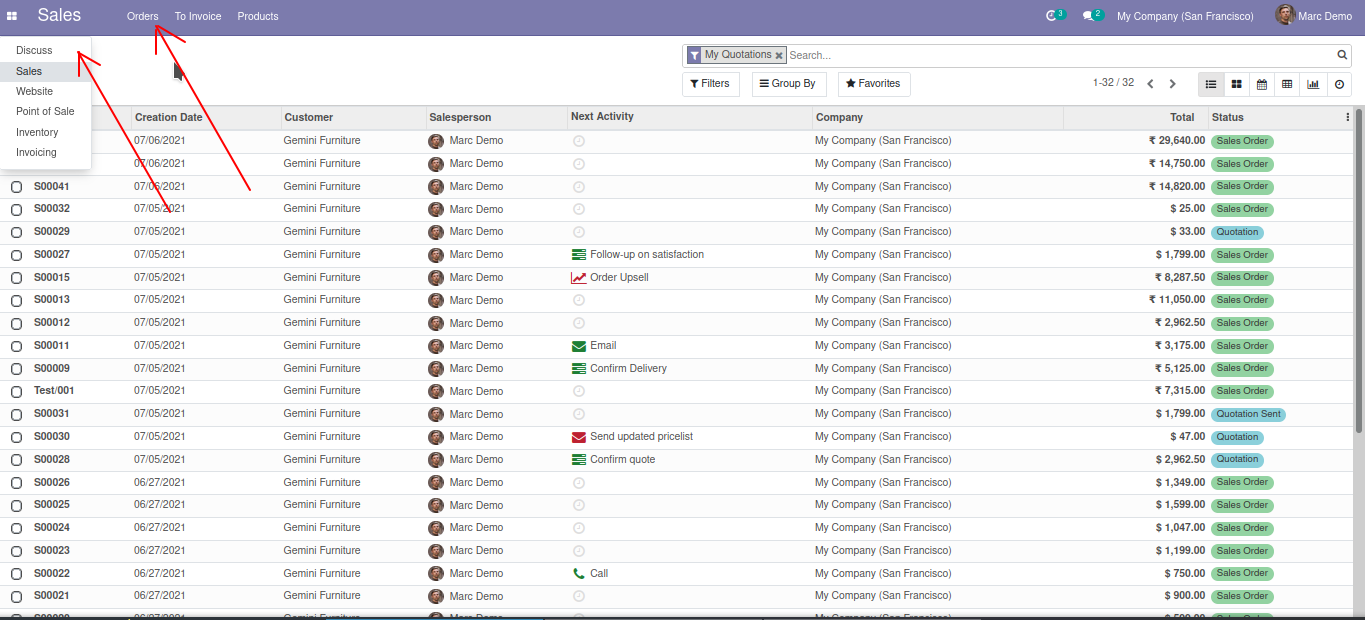 Sales Orders To Invoice Products 3 2 My Company (San Francisco) Marc Demo
Discuss
Sales
Website
Point of Sale
Inventory
Invoicing
My Quotations Search...
Filters Group By Favorites 1-32 / 32
Creation Date Customer Salesperson Next Activity Company Total Status
07/06/2021 Gemini Furniture Marc Demo My Company (San Francisco) ₹ 29,640.00 Sales Order
07/06/2021 Gemini Furniture Marc Demo My Company (San Francisco) ₹ 14,750.00 Sales Order
S00041 07/06/2021 Gemini Furniture Marc Demo My Company (San Francisco) ₹ 14,820.00 Sales Order
S00032 07/05/2021 Gemini Furniture Marc Demo My Company (San Francisco) $ 25.00 Sales Order
S00029 07/05/2021 Gemini Furniture Marc Demo My Company (San Francisco) $ 33.00 Quotation
S00027 07/05/2021 Gemini Furniture Marc Demo Follow-up on satisfaction My Company (San Francisco) $ 1,799.00 Sales Order
S00015 07/05/2021 Gemini Furniture Marc Demo Order Upsell My Company (San Francisco) ₹ 8,287.50 Sales Order
S00013 07/05/2021 Gemini Furniture Marc Demo My Company (San Francisco) ₹ 11,050.00 Sales Order
S00012 07/05/2021 Gemini Furniture Marc Demo My Company (San Francisco) ₹ 2,962.50 Sales Order
S00011 07/05/2021 Gemini Furniture Marc Demo Email My Company (San Francisco) ₹ 3,175.00 Sales Order
S00009 07/05/2021 Gemini Furniture Marc Demo Confirm Delivery My Company (San Francisco) ₹ 5,125.00 Sales Order
Test/001 07/05/2021 Gemini Furniture Marc Demo My Company (San Francisco) ₹ 7,315.00 Sales Order
S00031 07/05/2021 Gemini Furniture Marc Demo My Company (San Francisco) $ 1,799.00 Quotation Sent
S00030 07/05/2021 Gemini Furniture Marc Demo Send updated pricelist My Company (San Francisco) $ 47.00 Quotation
S00028 07/05/2021 Gemini Furniture Marc Demo Confirm quote My Company (San Francisco) $ 2,962.50 Quotation
S00026 06/27/2021 Gemini Furniture Marc Demo My Company (San Francisco) $ 1,349.00 Sales Order
S00025 06/27/2021 Gemini Furniture Marc Demo My Company (San Francisco) $ 1,599.00 Sales Order
S00024 06/27/2021 Gemini Furniture Marc Demo My Company (San Francisco) $ 1,047.00 Sales Order
S00023 06/27/2021 Gemini Furniture Marc Demo My Company (San Francisco) $ 1,199.00 Sales Order
S00022 06/27/2021 Gemini Furniture Marc Demo Call My Company (San Francisco) $ 750.00 Sales Order
S00021 06/27/2021 Gemini Furniture Marc Demo My Company (San Francisco) $ 900.00 Sales Order